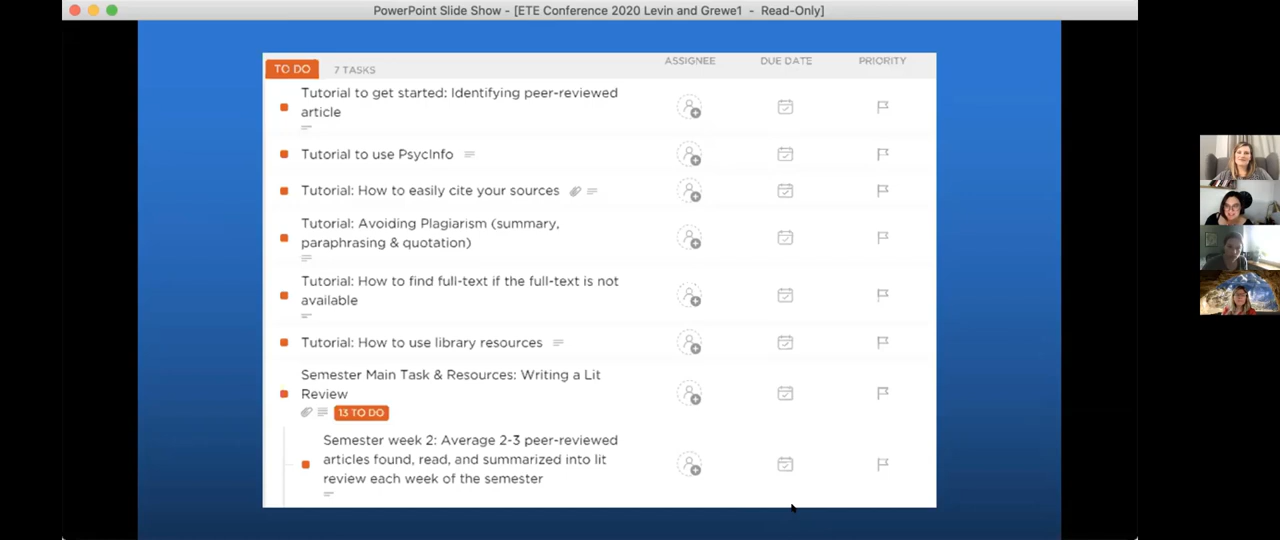 PowerPoint Slide Show - [ETE Conference 2020 Levin and Grewe1 - Read-Only]
TO DO 7 TASKS ASSIGNEE DUE DATE PRIORITY
Tutorial to get started: Identifying peer-reviewed
article
Tutorial to use PsycInfo
Tutorial: How to easily cite your sources
Tutorial: Avoiding Plagiarism (summary,
paraphrasing & quotation)
Tutorial: How to find full-text if the full-text is not
available
Tutorial: How to use library resources
Semester Main Task & Resources: Writing a Lit
Review
13 TO DO
Semester week 2: Average 2-3 peer-reviewed
articles found, read, and summarized into lit
review each week of the semester